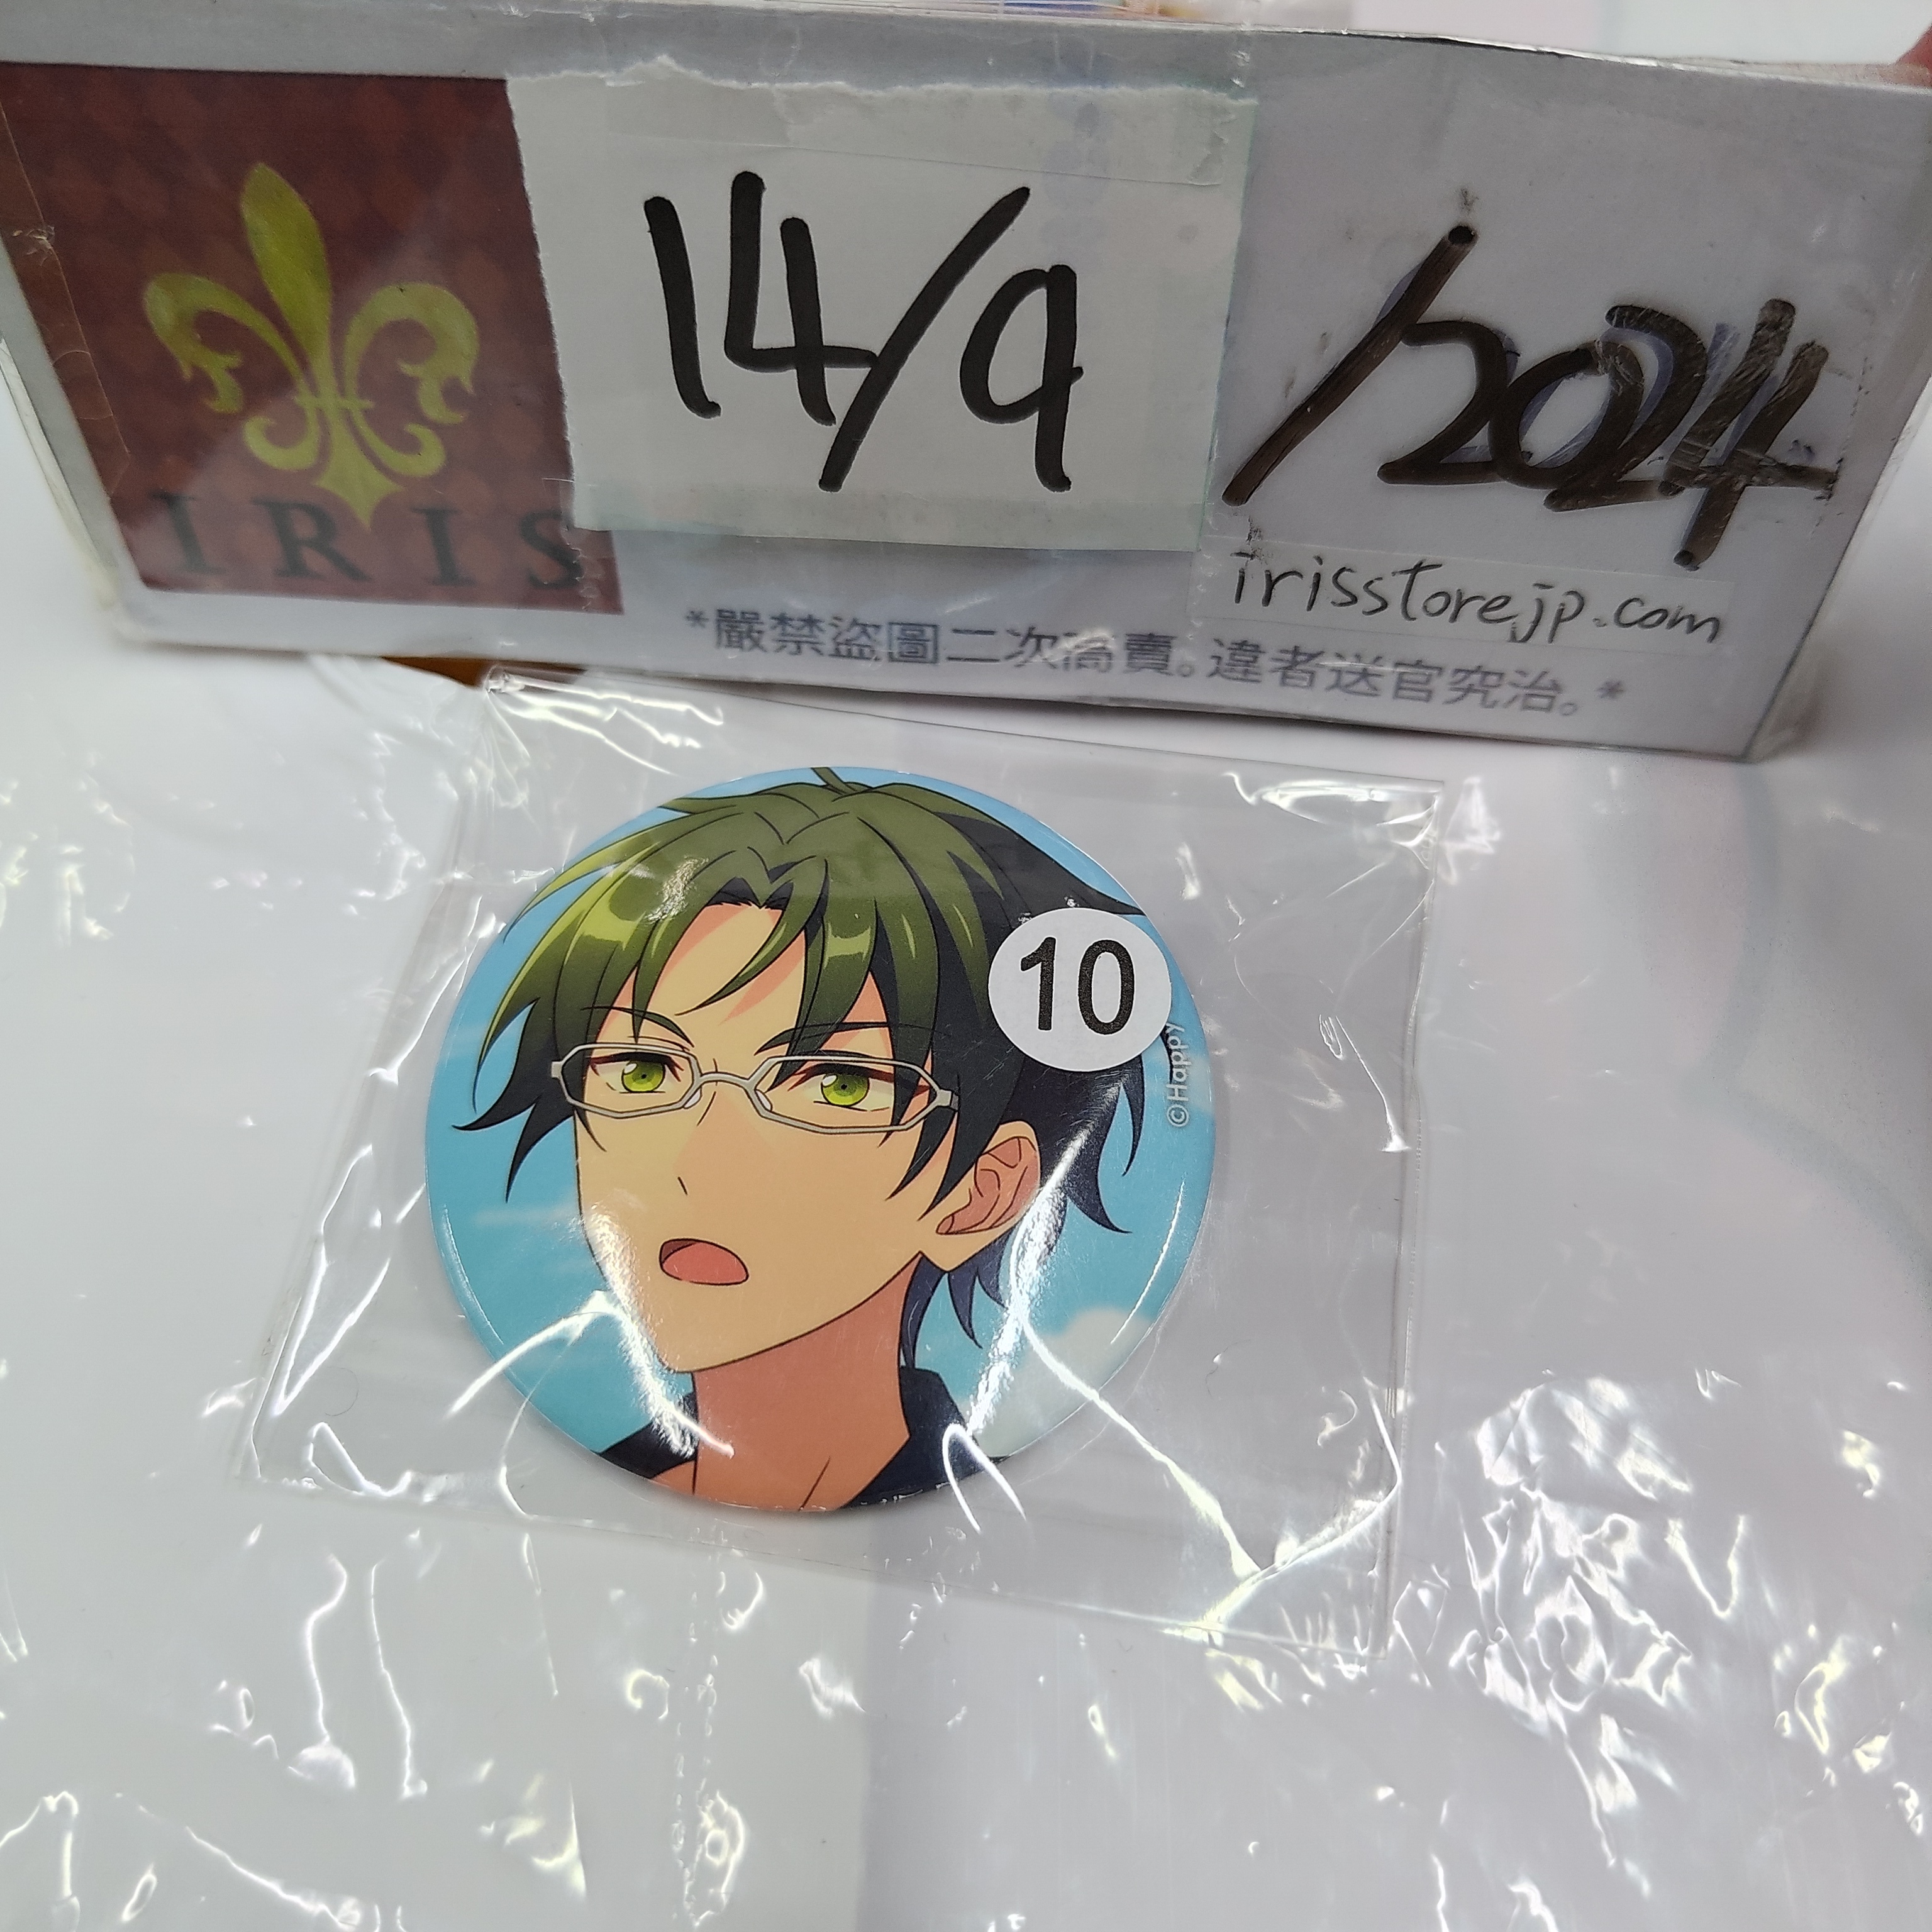 IRIS
14/9
/2024
irisstorejp.com
*嚴禁盜圖二次高賣。違者送官究治。*
10
©Happy